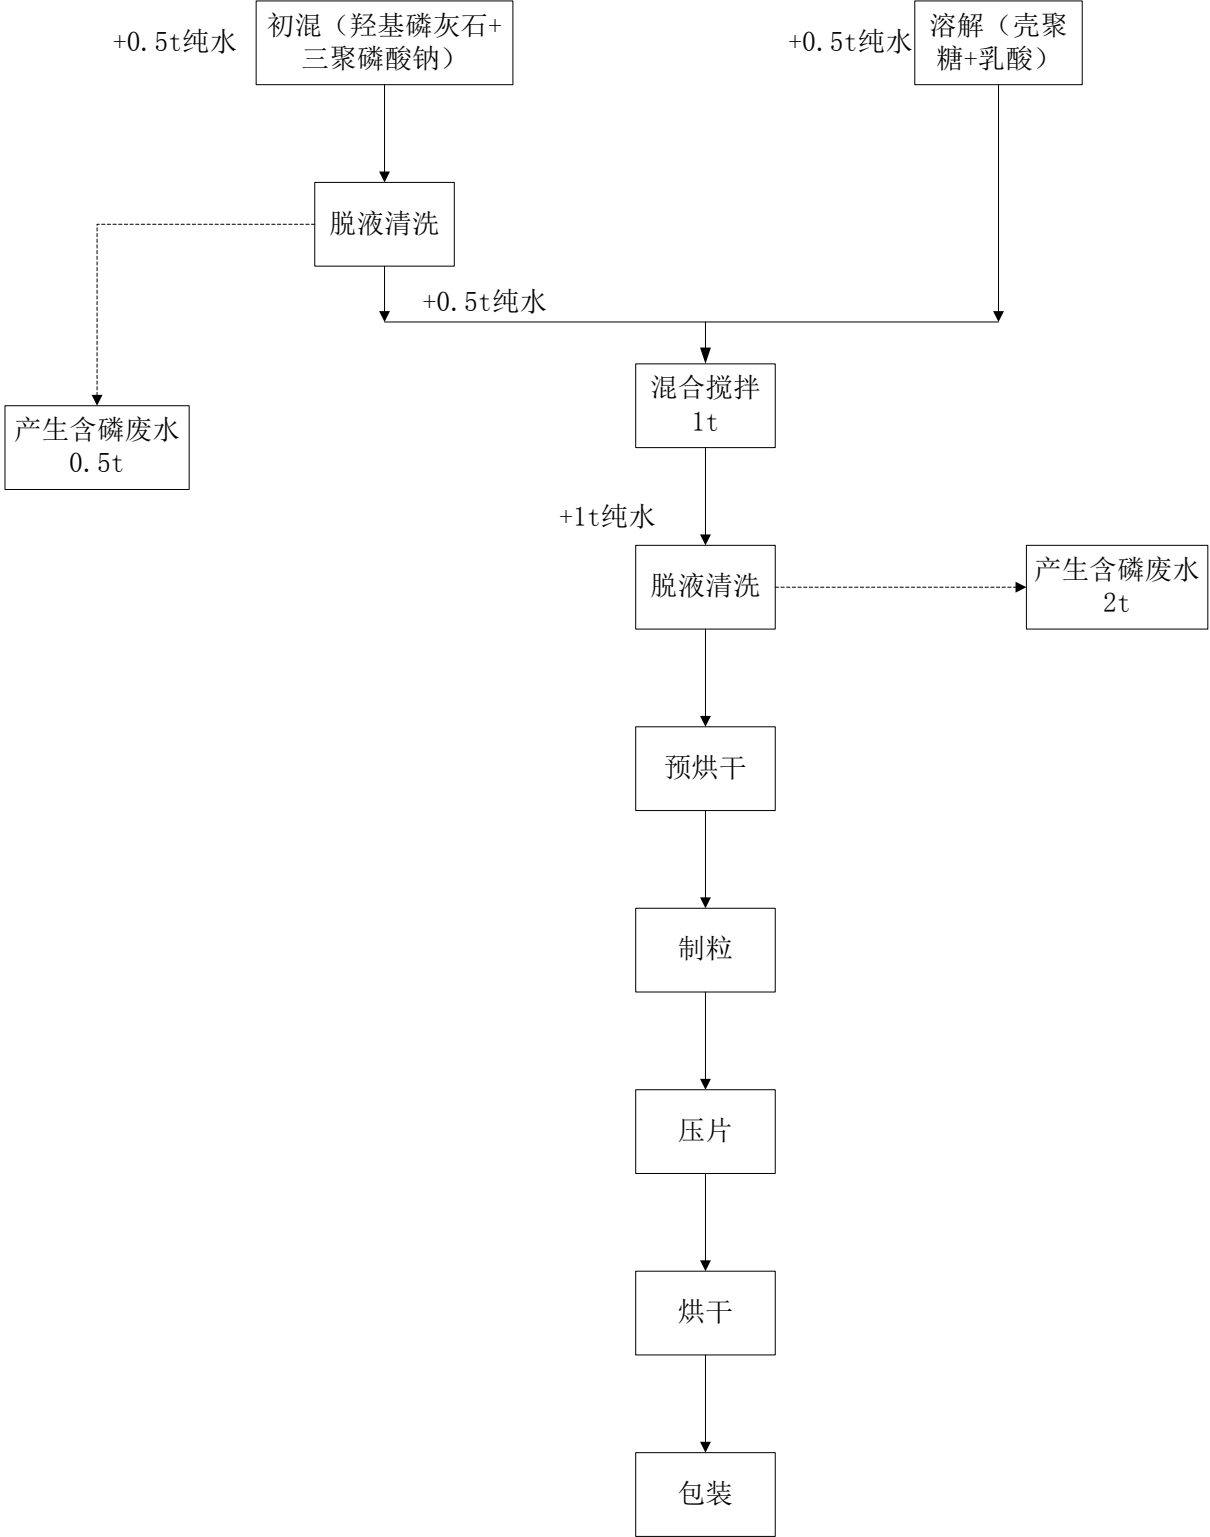 +0.5t纯水
初混（羟基磷灰石+
三聚磷酸钠）
+0.5t纯水
溶解（壳聚
糖+乳酸）
脱液清洗
+0.5t纯水
混合搅拌
1t
产生含磷废水
0.5t
+1t纯水
脱液清洗
产生含磷废水
2t
预烘干
制粒
压片
烘干
包装